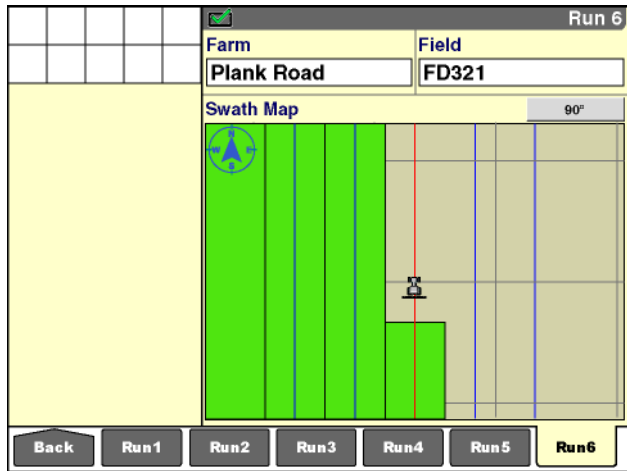 Run 6
Farm
Field
Plank Road
FD321
Swath Map
90°
N
W
E
S
Back
Run1
Run2
Run3
Run4
Run5
Run6